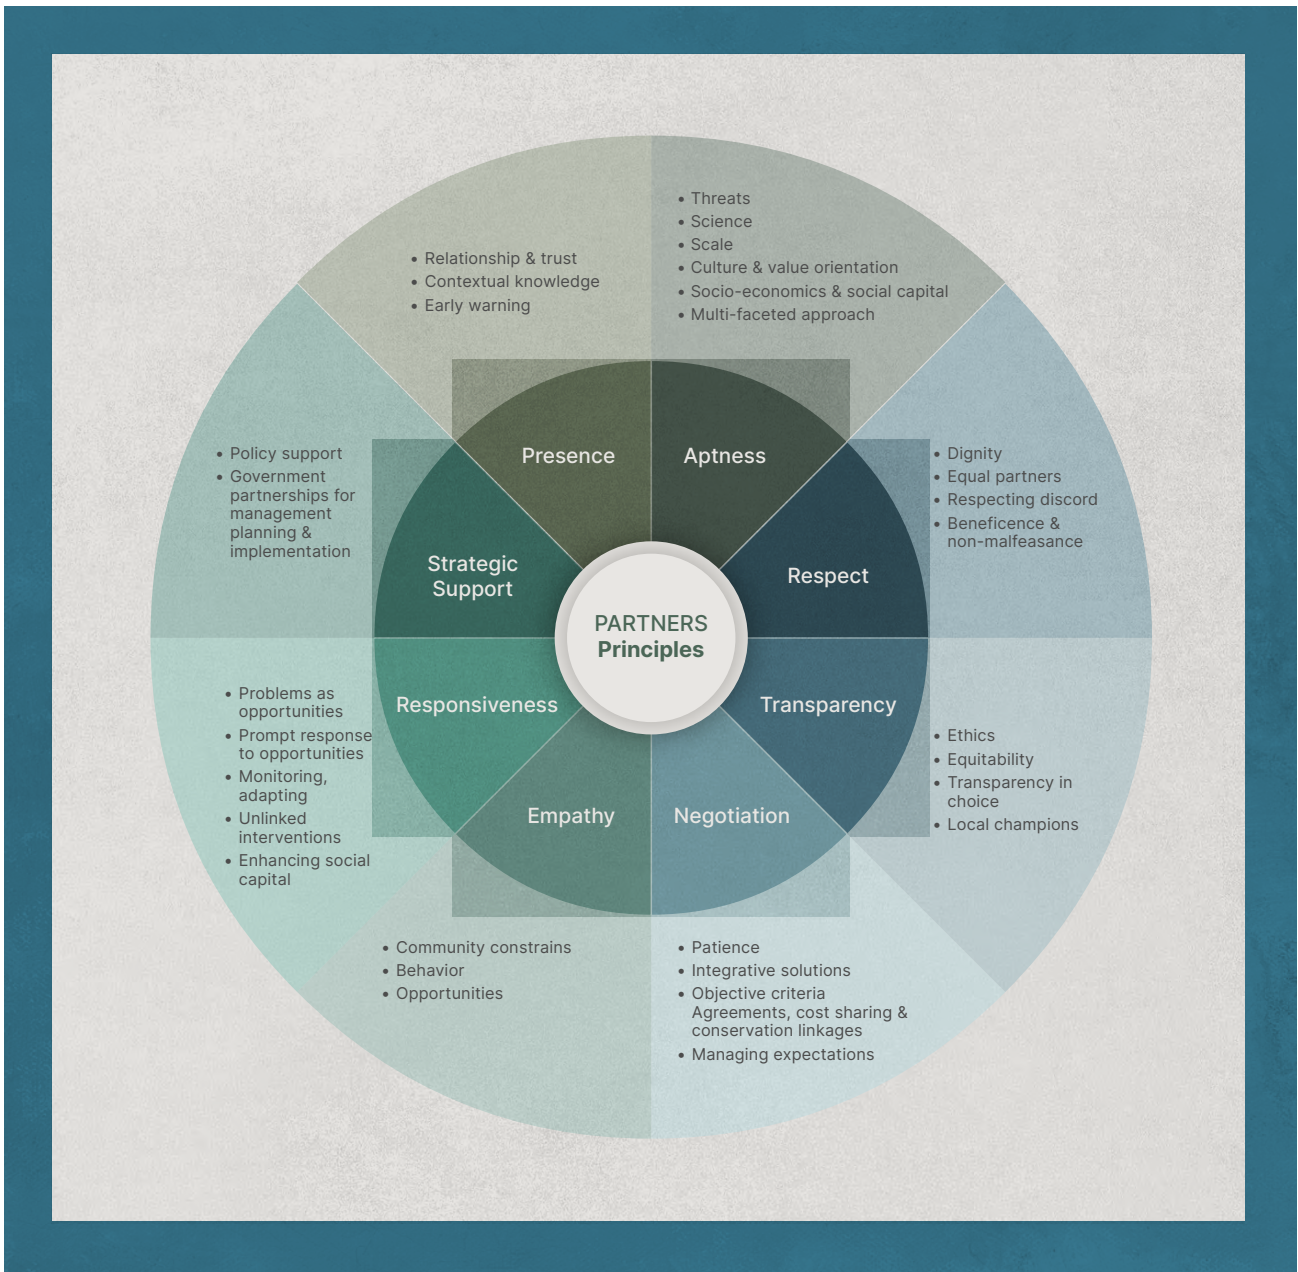 PARTNERS
Principles
Presence
• Relationship & trust
• Contextual knowledge
• Early warning
Aptness
• Threats
• Science
• Scale
• Culture & value orientation
• Socio-economics & social capital
• Multi-faceted approach
Respect
• Dignity
• Equal partners
• Respecting discord
• Beneficence &
non-malfeasance
Transparency
• Ethics
• Equitability
• Transparency in
choice
• Local champions
Negotiation
• Patience
• Integrative solutions
• Objective criteria
Agreements, cost sharing &
conservation linkages
• Managing expectations
Empathy
• Community constrains
• Behavior
• Opportunities
Responsiveness
• Problems as
opportunities
• Prompt response
to opportunities
• Monitoring,
adapting
• Unlinked
interventions
• Enhancing social
capital
Strategic
Support
• Policy support
• Government
partnerships for
management
planning &
implementation